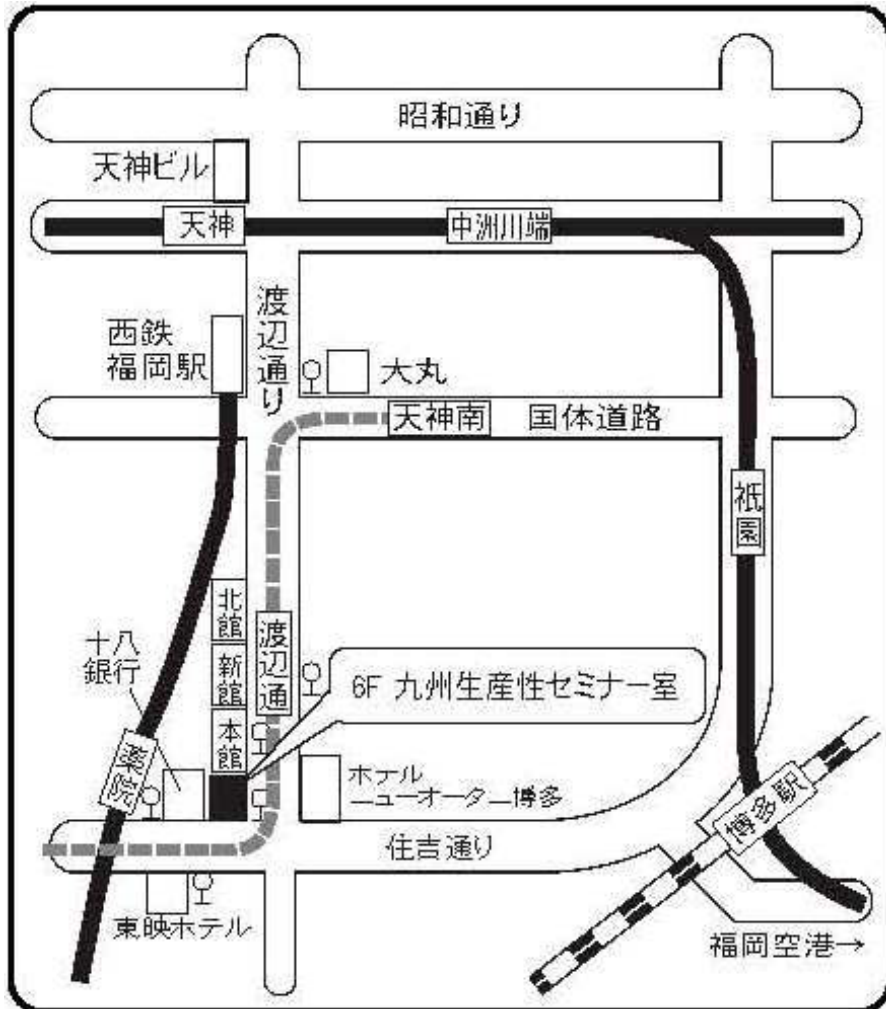 昭和通り
天神ビル
天神
中洲川端
渡辺通り
西鉄
福岡駅
大丸
天神南
国体道路
祇園
北館
新館
本館
渡辺通
十八
銀行
6F 九州生産性セミナー室
薬院
ホテル
ニューオータニ博多
博多駅
住吉通り
東映ホテル
福岡空港→